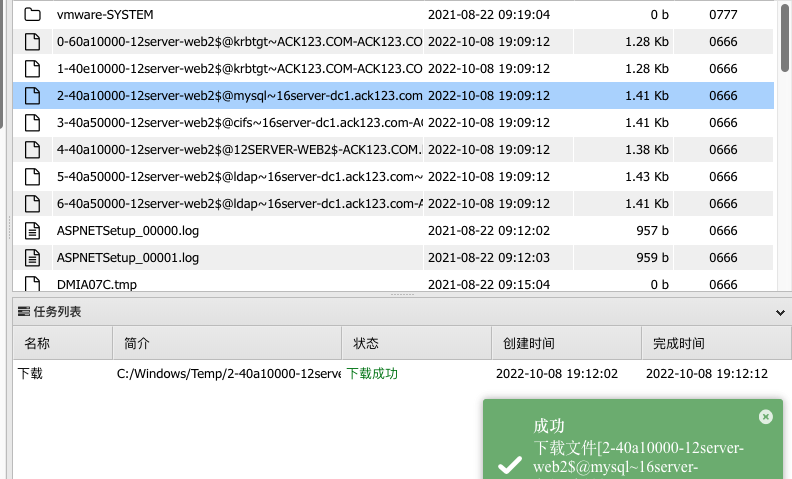 vmware-SYSTEM 2021-08-22 09:19:04 0 b 0777
0-60a10000-12server-web2$@krbtgt~ACK123.COM-ACK123.CO 2022-10-08 19:09:12 1.28 Kb 0666
1-40e10000-12server-web2$@krbtgt~ACK123.COM-ACK123.CO 2022-10-08 19:09:12 1.28 Kb 0666
2-40a10000-12server-web2$@mysql~16server-dc1.ack123.com 2022-10-08 19:09:12 1.41 Kb 0666
3-40a50000-12server-web2$@cifs~16server-dc1.ack123.com-AC 2022-10-08 19:09:12 1.41 Kb 0666
4-40a10000-12server-web2$@12SERVER-WEB2$-ACK123.COM. 2022-10-08 19:09:12 1.38 Kb 0666
5-40a50000-12server-web2$@ldap~16server-dc1.ack123.com~ 2022-10-08 19:09:12 1.43 Kb 0666
6-40a50000-12server-web2$@ldap~16server-dc1.ack123.com-A 2022-10-08 19:09:12 1.41 Kb 0666
ASPNETSetup_00000.log 2021-08-22 09:12:02 957 b 0666
ASPNETSetup_00001.log 2021-08-22 09:12:03 959 b 0666
DMIA07C.tmp 2021-08-22 09:15:04 0 b 0666
任务列表
名称 简介 状态 创建时间 完成时间
下载 C:/Windows/Temp/2-40a10000-12serve 下载成功 2022-10-08 19:12:02 2022-10-08 19:12:12
成功
下载文件[2-40a10000-12server-
web2$@mysql~16server-